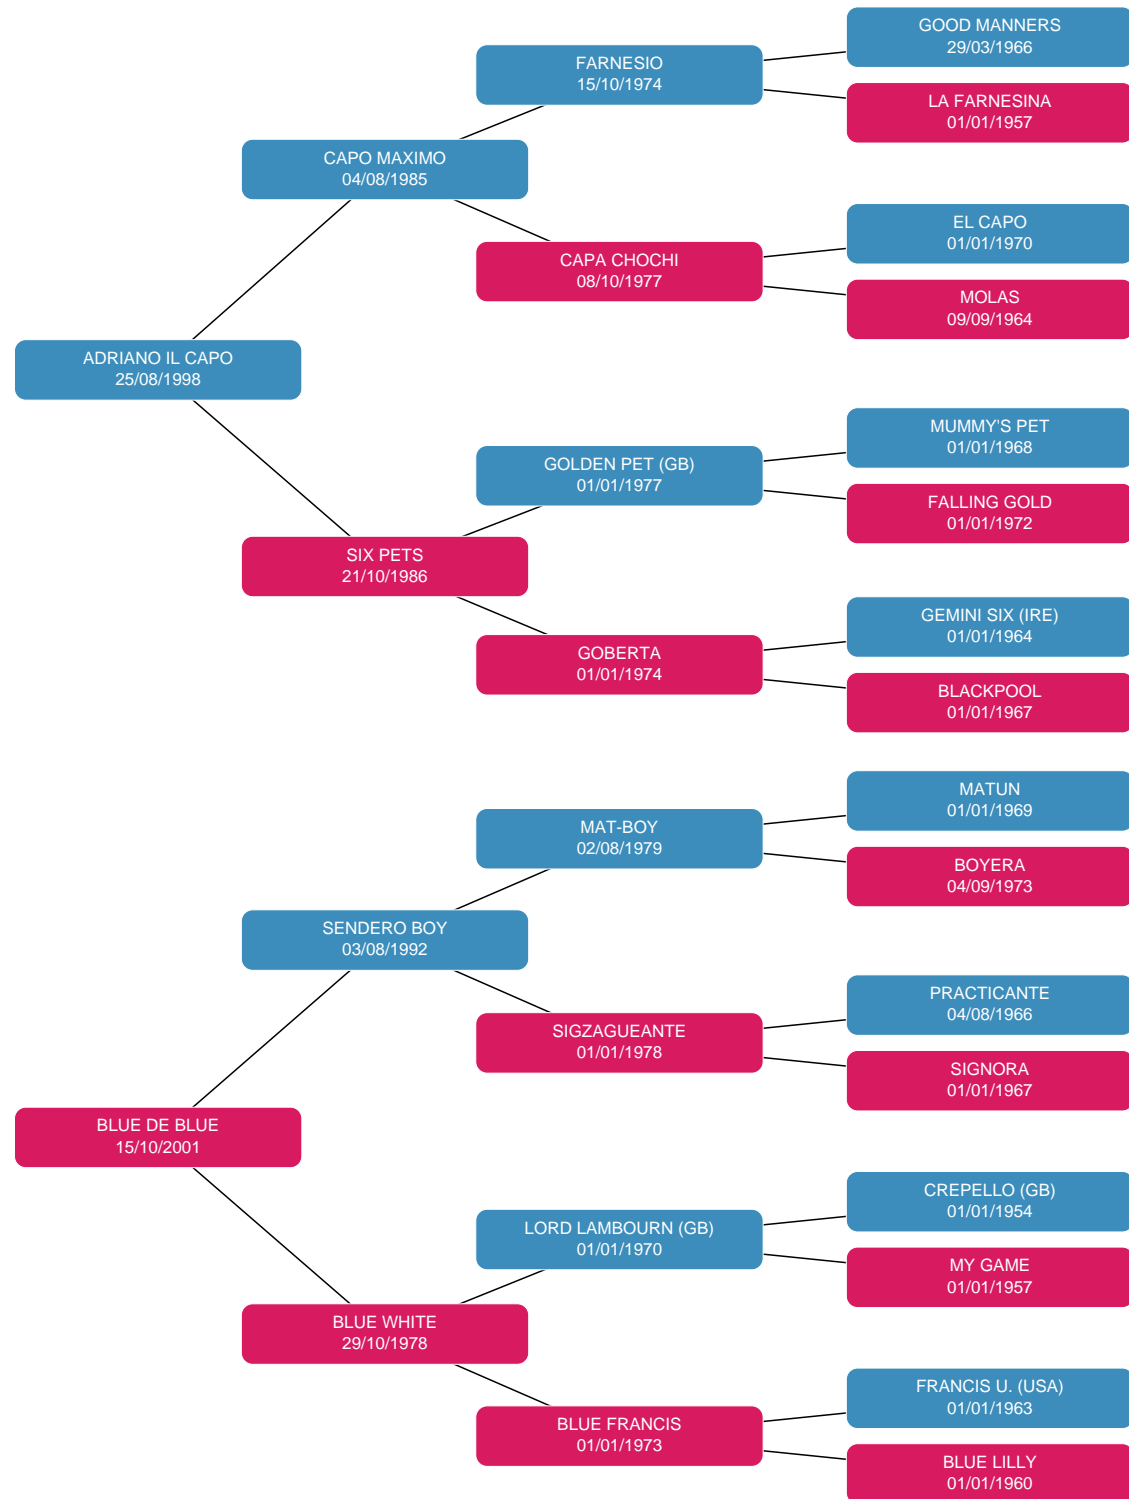 GOOD MANNERS
29/03/1966
FARNESIO
15/10/1974
LA FARNESINA
01/01/1957
CAPO MAXIMO
04/08/1985
EL CAPO
01/01/1970
CAPA CHOCHI
08/10/1977
MOLAS
09/09/1964
ADRIANO IL CAPO
25/08/1998
MUMMY'S PET
01/01/1968
GOLDEN PET (GB)
01/01/1977
FALLING GOLD
01/01/1972
SIX PETS
21/10/1986
GEMINI SIX (IRE)
01/01/1964
GOBERTA
01/01/1974
BLACKPOOL
01/01/1967
MATUN
01/01/1969
MAT-BOY
02/08/1979
BOYERA
04/09/1973
SENDERO BOY
03/08/1992
PRACTICANTE
04/08/1966
SIGZAGUEANTE
01/01/1978
SIGNORA
01/01/1967
BLUE DE BLUE
15/10/2001
CREPELLO (GB)
01/01/1954
LORD LAMBOURN (GB)
01/01/1970
MY GAME
01/01/1957
BLUE WHITE
29/10/1978
FRANCIS U. (USA)
01/01/1963
BLUE FRANCIS
01/01/1973
BLUE LILLY
01/01/1960